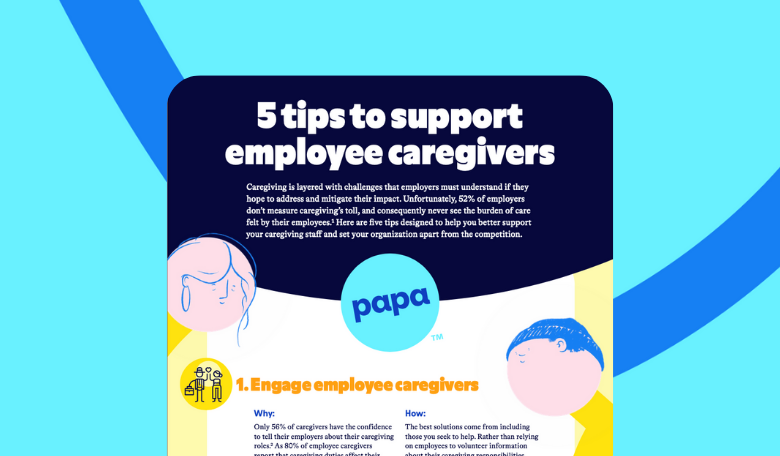 5 tips to support
employee caregivers
Caregiving is layered with challenges that employers must understand if they
hope to address and mitigate their impact. Unfortunately, 52% of employers
don't measure caregiving's toll, and consequently never see the burden of care
felt by their employees.¹ Here are five tips designed to help you better support
your caregiving staff and set your organization apart from the competition.
papa
TM
1. Engage employee caregivers
Why:
Only 56% of caregivers have the confidence
to tell their employers about their caregiving
roles.² As 80% of employee caregivers
report that caregiving duties affect their
How:
The best solutions come from including
those you seek to help. Rather than relying
on employees to volunteer information
about their caregiving responsibilities,